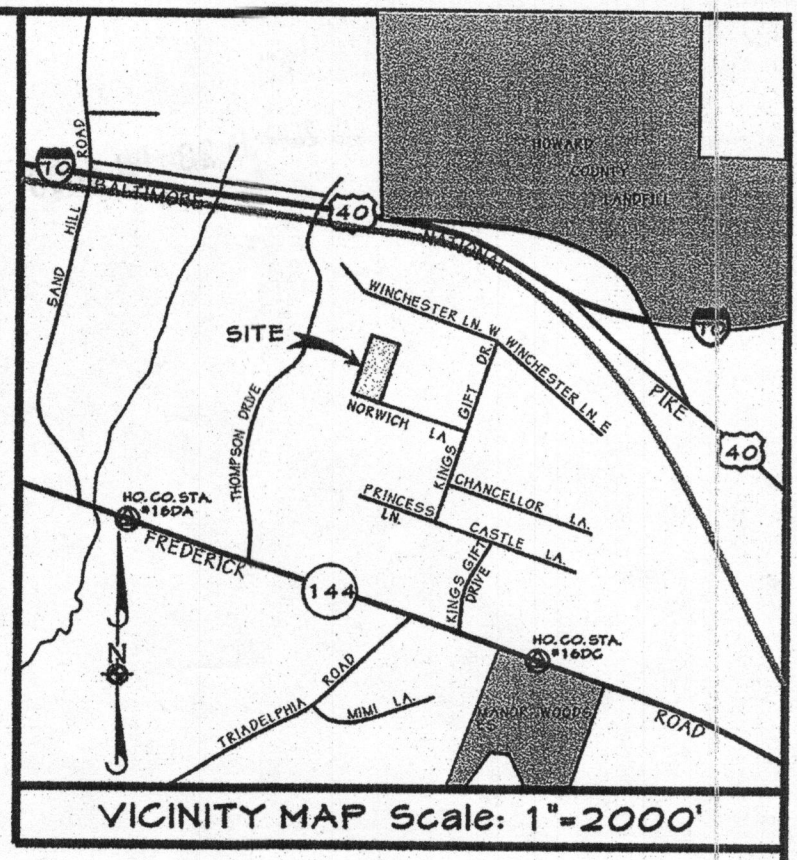 HOWARD
COUNTY
LANDFILL
ROAD
70
BALTIMORE
40
NATIONAL
SAND HILL
WINCHESTER LN. W
WINCHESTER LN. E
70
SITE
DR.
PIKE
40
NORWICH LA.
KINGS GIFT
THOMPSON DRIVE
CHANCELLOR LA.
PRINCESS LN.
CASTLE LA.
HO.CO.STA.
#16DA
FREDERICK
144
KINGS GIFT
DRIVE
HO.CO.STA.
#16DC
N
TRIADELPHIA ROAD
MIMI LA.
MANOR WOODS
ROAD
VICINITY MAP Scale: 1"=2000'